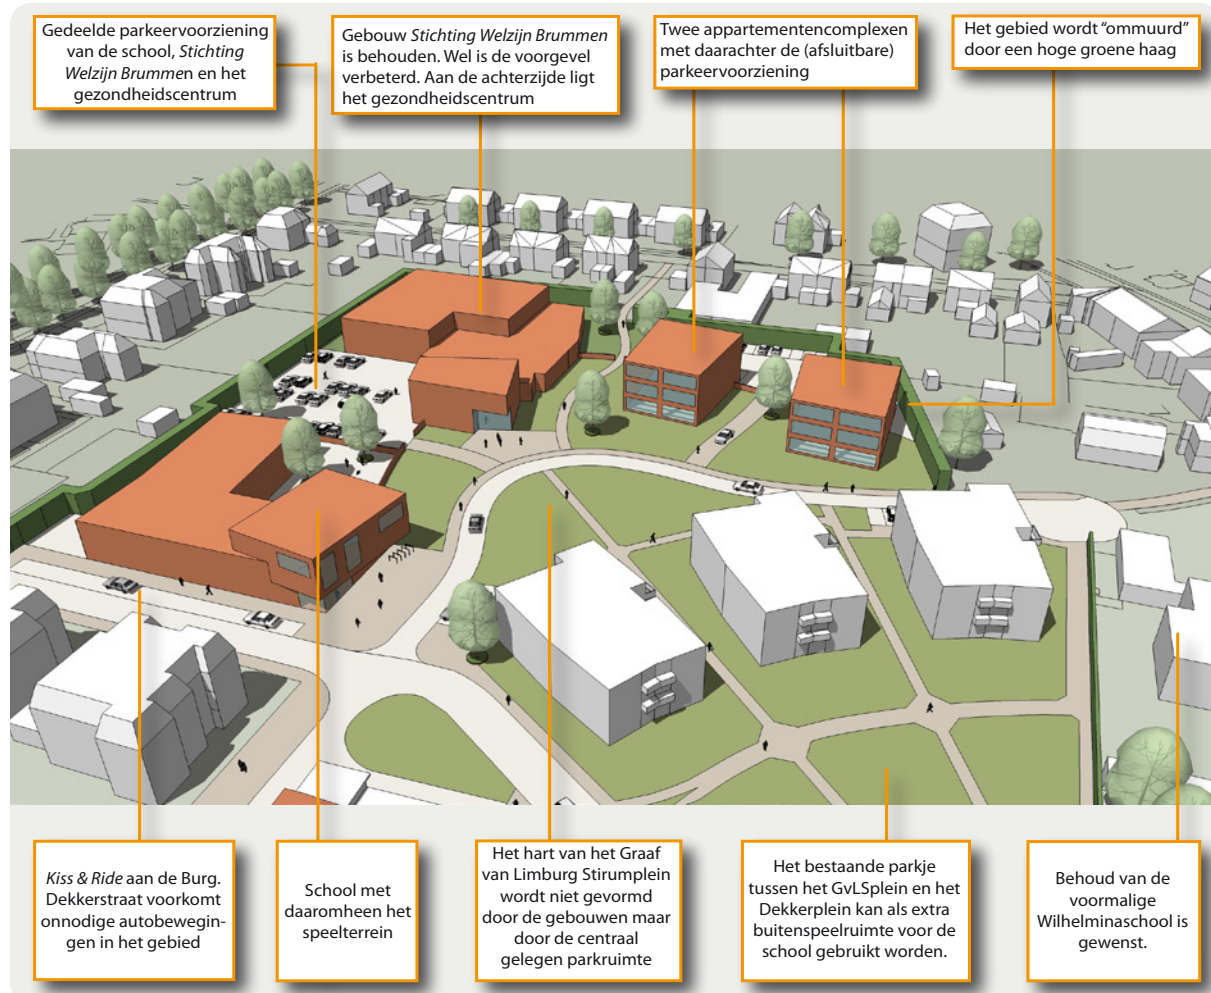 Gedeelde parkeervoorziening
van de school, Stichting
Welzijn Brummen en het
gezondheidscentrum
Gebouw Stichting Welzijn Brummen
is behouden. Wel is de voorgevel
verbeterd. Aan de achterzijde ligt
het gezondheidscentrum
Twee appartementencomplexen
met daarachter de (afsluitbare)
parkeervoorziening
Het gebied wordt “ommuurd”
door een hoge groene haag
Kiss & Ride aan de Burg.
Dekkerstraat voorkomt
onnodige autobewegin-
gen in het gebied
School met
daaromheen het
speelterrein
Het hart van het Graaf
van Limburg Stirumplein
wordt niet gevormd
door de gebouwen maar
door de centraal
gelegen parkruimte
Het bestaande parkje
tussen het GvLSplein en het
Dekkerplein kan als extra
buitenspeelruimte voor de
school gebruikt worden.
Behoud van de
voormalige
Wilhelminaschool is
gewenst.